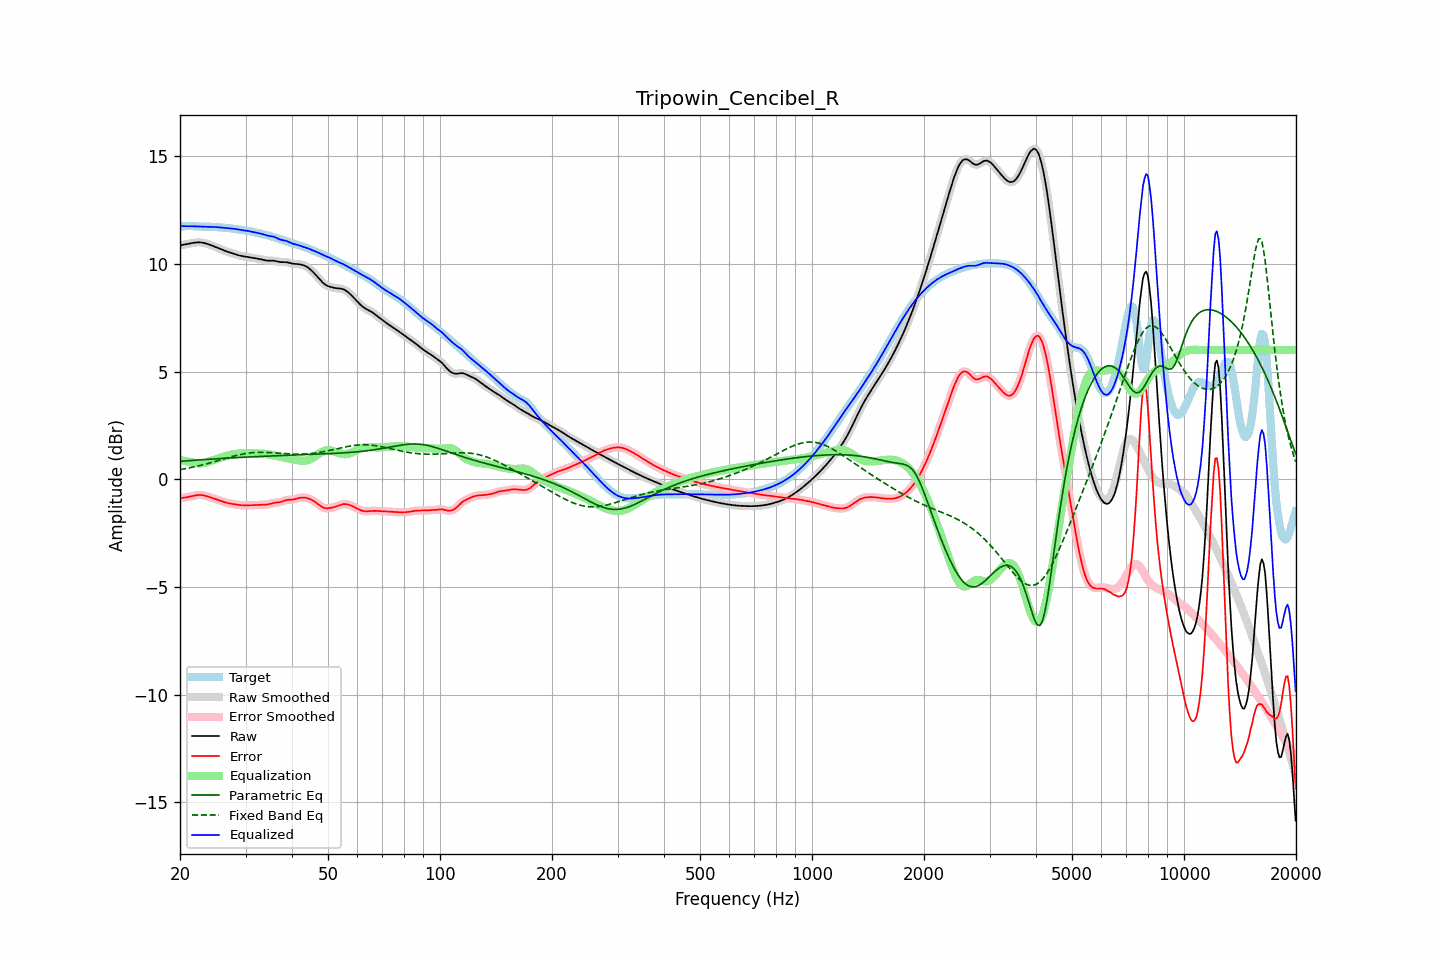 Tripowin_Cencibel_R
Amplitude (dBr)
15
10
5
0
−5
−10
−15
Target
Raw Smoothed
Error Smoothed
Raw
Error
Equalization
Parametric Eq
Fixed Band Eq
Equalized
20 50 100 200 500 1000 2000 5000 10000 20000
Frequency (Hz)